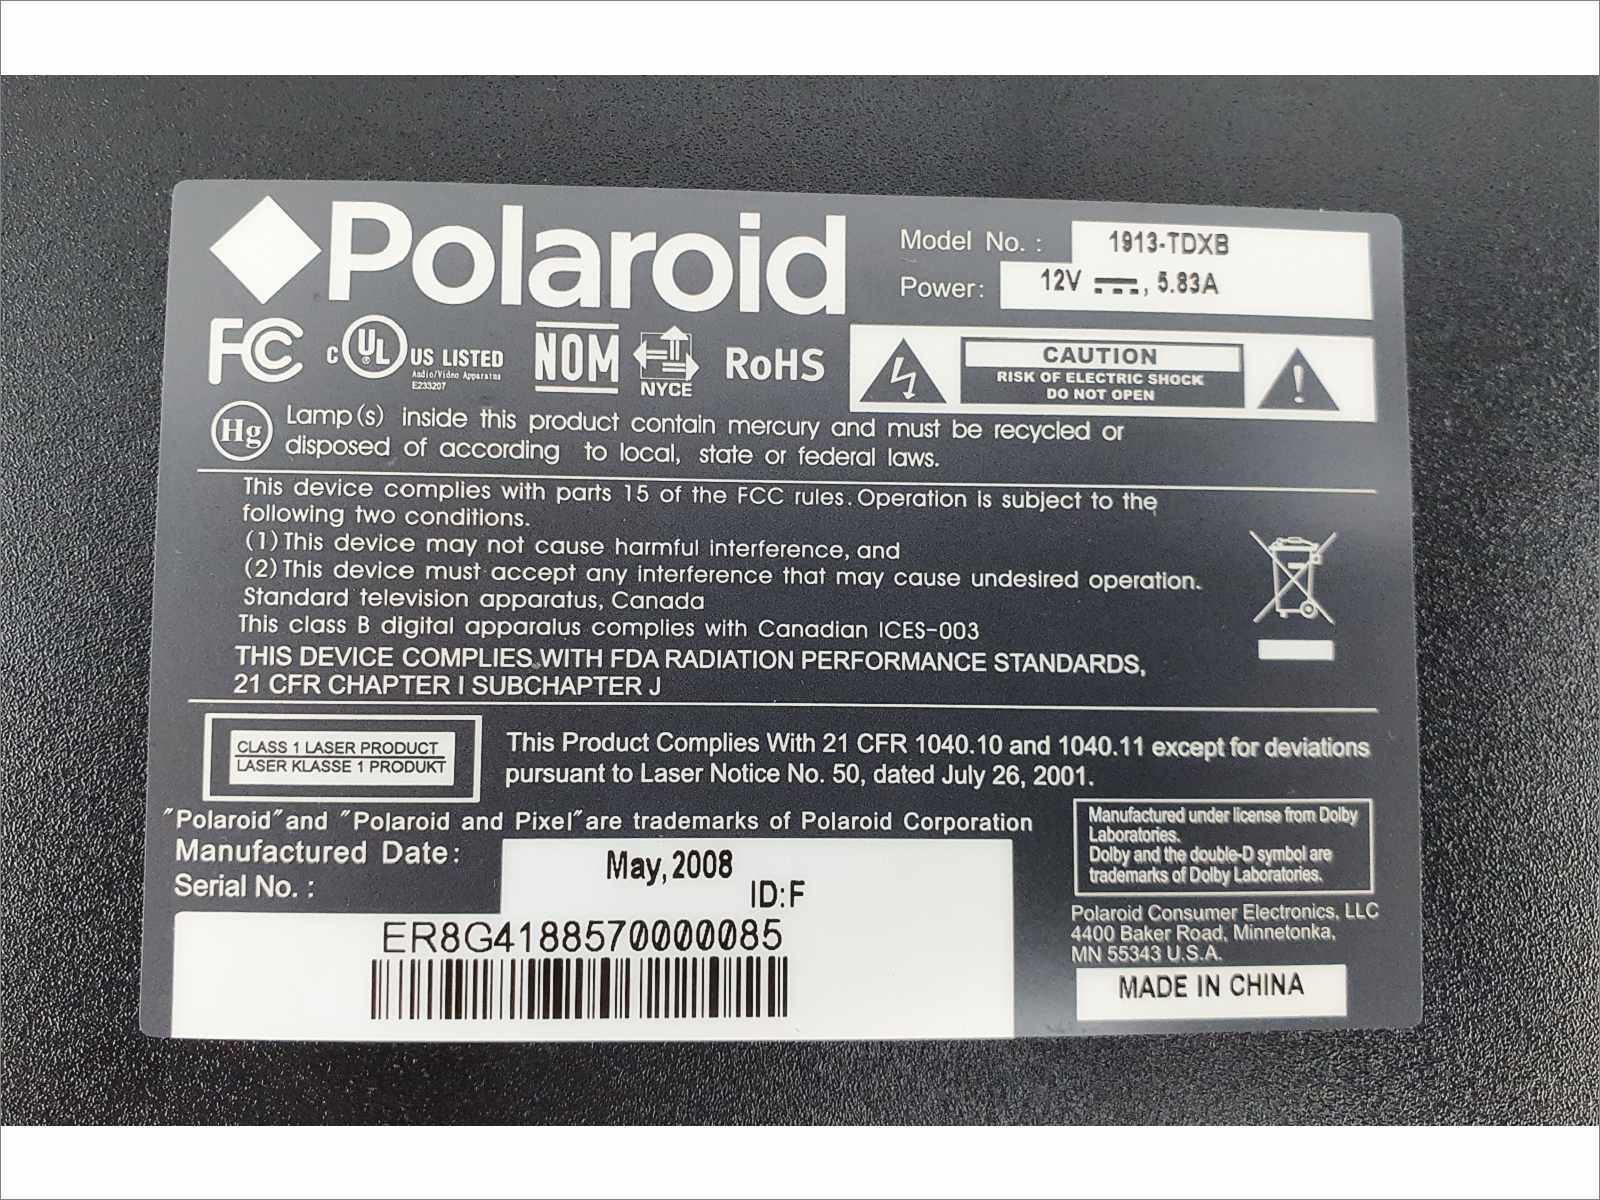 Polaroid
Model No. : 1913-TDXB
Power: 12V ⎓, 5.83A
FC
C UL US LISTED
Audio/Video Apparatus
E233207
NOM
NYCE
RoHS
CAUTION
RISK OF ELECTRIC SHOCK
DO NOT OPEN
!
Hg
Lamp(s) inside this product contain mercury and must be recycled or
disposed of according to local, state or federal laws.
This device complies with parts 15 of the FCC rules. Operation is subject to the
following two conditions.
(1) This device may not cause harmful interference, and
(2) This device must accept any interference that may cause undesired operation.
Standard television apparatus, Canada
This class B digital apparalus complies with Canadian ICES-003
THIS DEVICE COMPLIES WITH FDA RADIATION PERFORMANCE STANDARDS,
21 CFR CHAPTER I SUBCHAPTER J
CLASS 1 LASER PRODUCT
LASER KLASSE 1 PRODUKT
This Product Complies With 21 CFR 1040.10 and 1040.11 except for deviations
pursuant to Laser Notice No. 50, dated July 26, 2001.
"Polaroid" and "Polaroid and Pixel" are trademarks of Polaroid Corporation
Manufactured Date: May,2008
Serial No. : ID:F
ER8G4188570000085
Manufactured under license from Dolby
Laboratories.
Dolby and the double-D symbol are
trademarks of Dolby Laboratories.
Polaroid Consumer Electronics, LLC
4400 Baker Road, Minnetonka,
MN 55343 U.S.A.
MADE IN CHINA